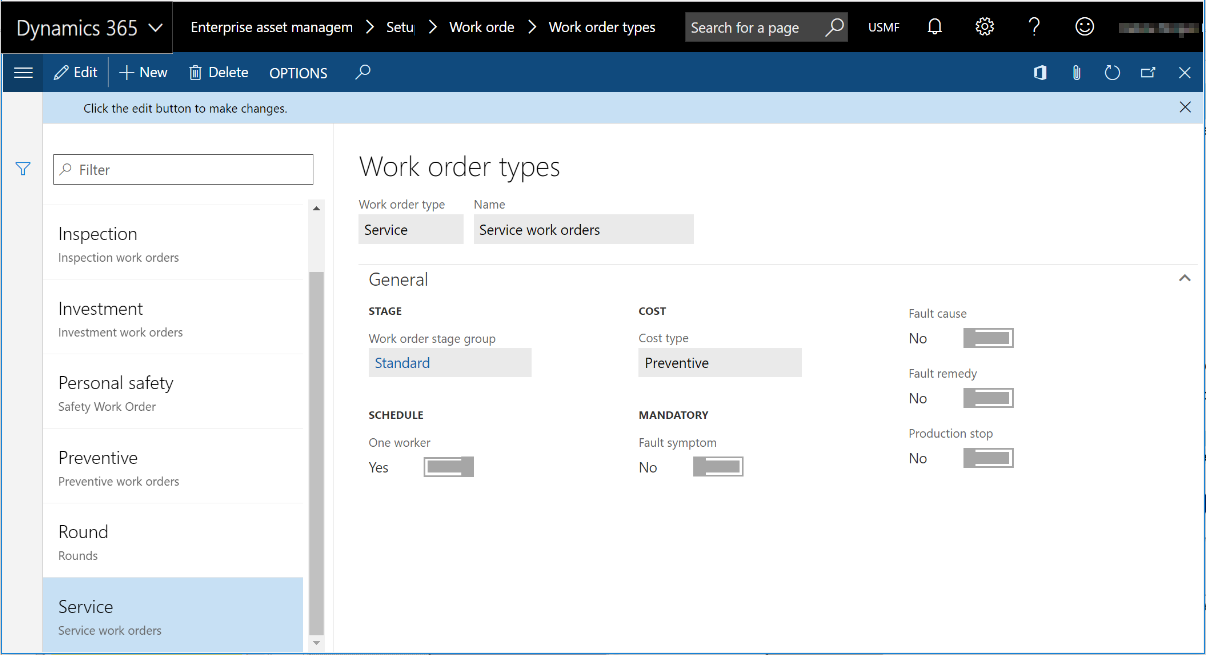 Dynamics 365
Enterprise asset managem > Setu > Work orde > Work order types
Search for a page
USMF
Edit
New
Delete
OPTIONS
Click the edit button to make changes.
Filter
Inspection
Inspection work orders
Investment
Investment work orders
Personal safety
Safety Work Order
Preventive
Preventive work orders
Round
Rounds
Service
Service work orders
Work order types
Work order type
Name
Service
Service work orders
General
STAGE
Work order stage group
Standard
SCHEDULE
One worker
Yes
COST
Cost type
Preventive
MANDATORY
Fault symptom
No
Fault cause
No
Fault remedy
No
Production stop
No